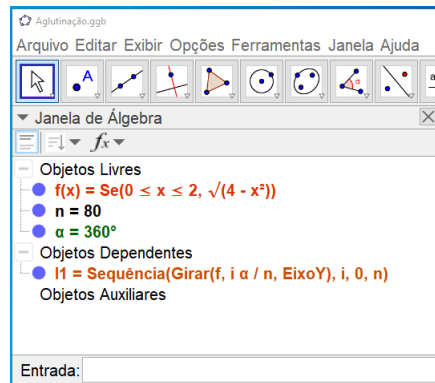 Aglutinação.ggb
Arquivo Editar Exibir Opções Ferramentas Janela Ajuda
A α a
Janela de Álgebra
fx
Objetos Livres
f(x) = Se(0 ≤ x ≤ 2, √(4 - x²))
n = 80
α = 360°
Objetos Dependentes
l1 = Sequência(Girar(f, i α / n, EixoY), i, 0, n)
Objetos Auxiliares
Entrada: